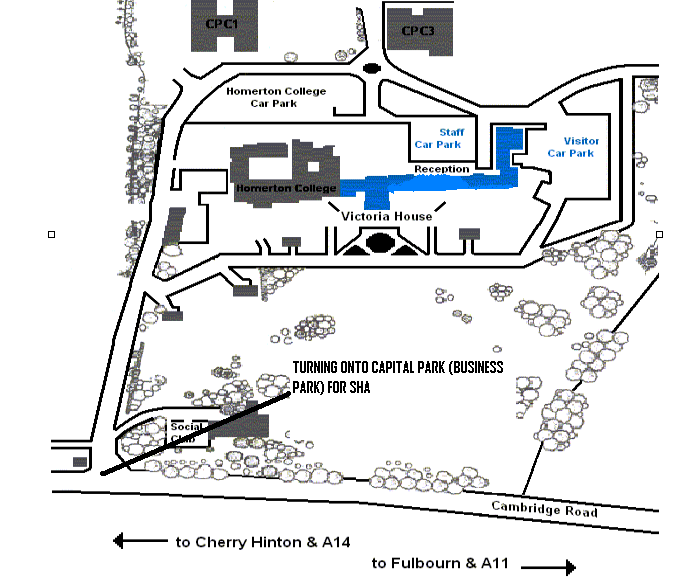 CPC1
CPC3
Homerton College
Car Park
Staff
Car Park
Visitor
Car Park
Reception
Homerton College
Victoria House
TURNING ONTO CAPITAL PARK (BUSINESS
PARK) FOR SHA
Social
Club
Cambridge Road
to Cherry Hinton & A14
to Fulbourn & A11